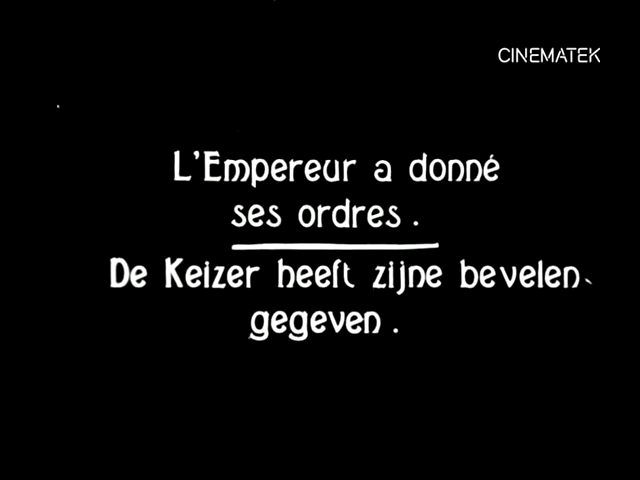 CINEMATEK
L'Empereur a donné
ses ordres.
De Keizer heeft zijne bevelen
gegeven.